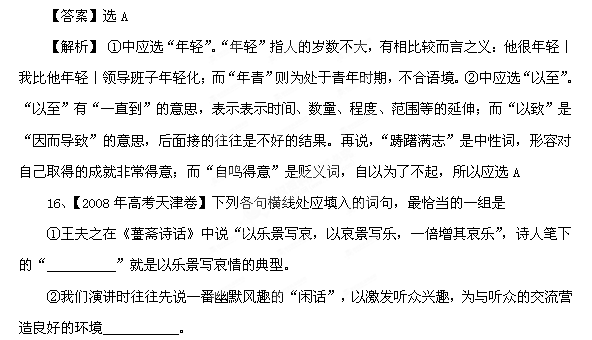 【答案】选 A
【解析】 ①中应选“年轻”。“年轻”指人的岁数不大，有相比较而言之义：他很年轻｜
我比他年轻｜领导班子年轻化；而“年青”则为处于青年时期，不合语境。②中应选“以至”。
“以至”有“一直到”的意思，表示表示时间、数量、程度、范围等的延伸；而“以致”是
“因而导致”的意思，后面接的往往是不好的结果。再说，“踌躇满志”是中性词，形容对
自己取得的成就非常得意；而“自鸣得意”是贬义词，自以为了不起，所以应选 A
16、【2008 年高考天津卷】下列各句横线处应填入的词句，最恰当的一组是
①王夫之在《薑斋诗话》中说“以乐景写哀，以哀景写乐，一倍增其哀乐”，诗人笔下
的“__________”就是以乐景写哀情的典型。
②我们演讲时往往先说一番幽默风趣的“闲话”，以激发听众兴趣，为与听众的交流营
造良好的环境___________。